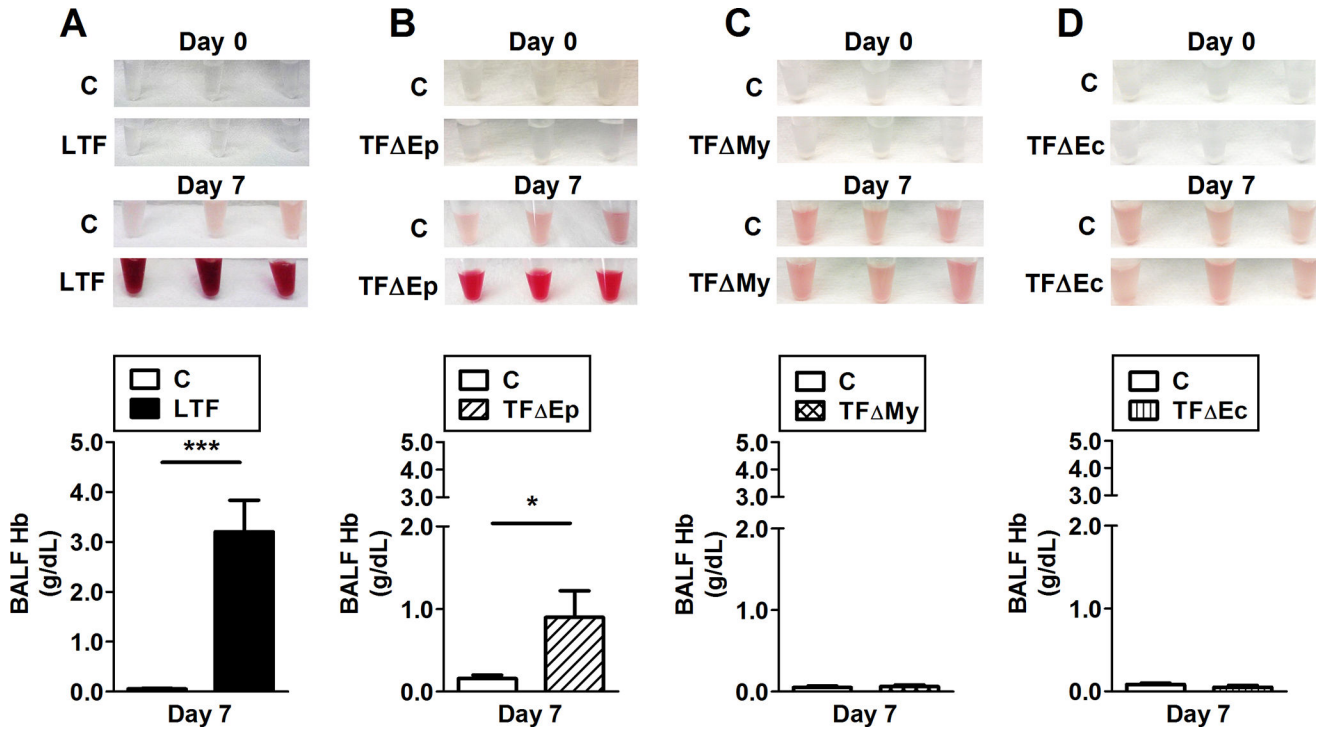 A
Day 0
C
LTF
Day 7
C
LTF
C
LTF
***
5.0
4.0
3.0
2.0
1.0
0.0
BALF Hb
(g/dL)
Day 7
B
Day 0
C
TFΔEp
Day 7
C
TFΔEp
C
TFΔEp
*
5.0
4.0
3.0
2.0
1.0
0.0
BALF Hb
(g/dL)
Day 7
C
Day 0
C
TFΔMy
Day 7
C
TFΔMy
C
TFΔMy
5.0
4.0
3.0
2.0
1.0
0.0
BALF Hb
(g/dL)
Day 7
D
Day 0
C
TFΔEc
Day 7
C
TFΔEc
C
TFΔEc
5.0
4.0
3.0
2.0
1.0
0.0
BALF Hb
(g/dL)
Day 7